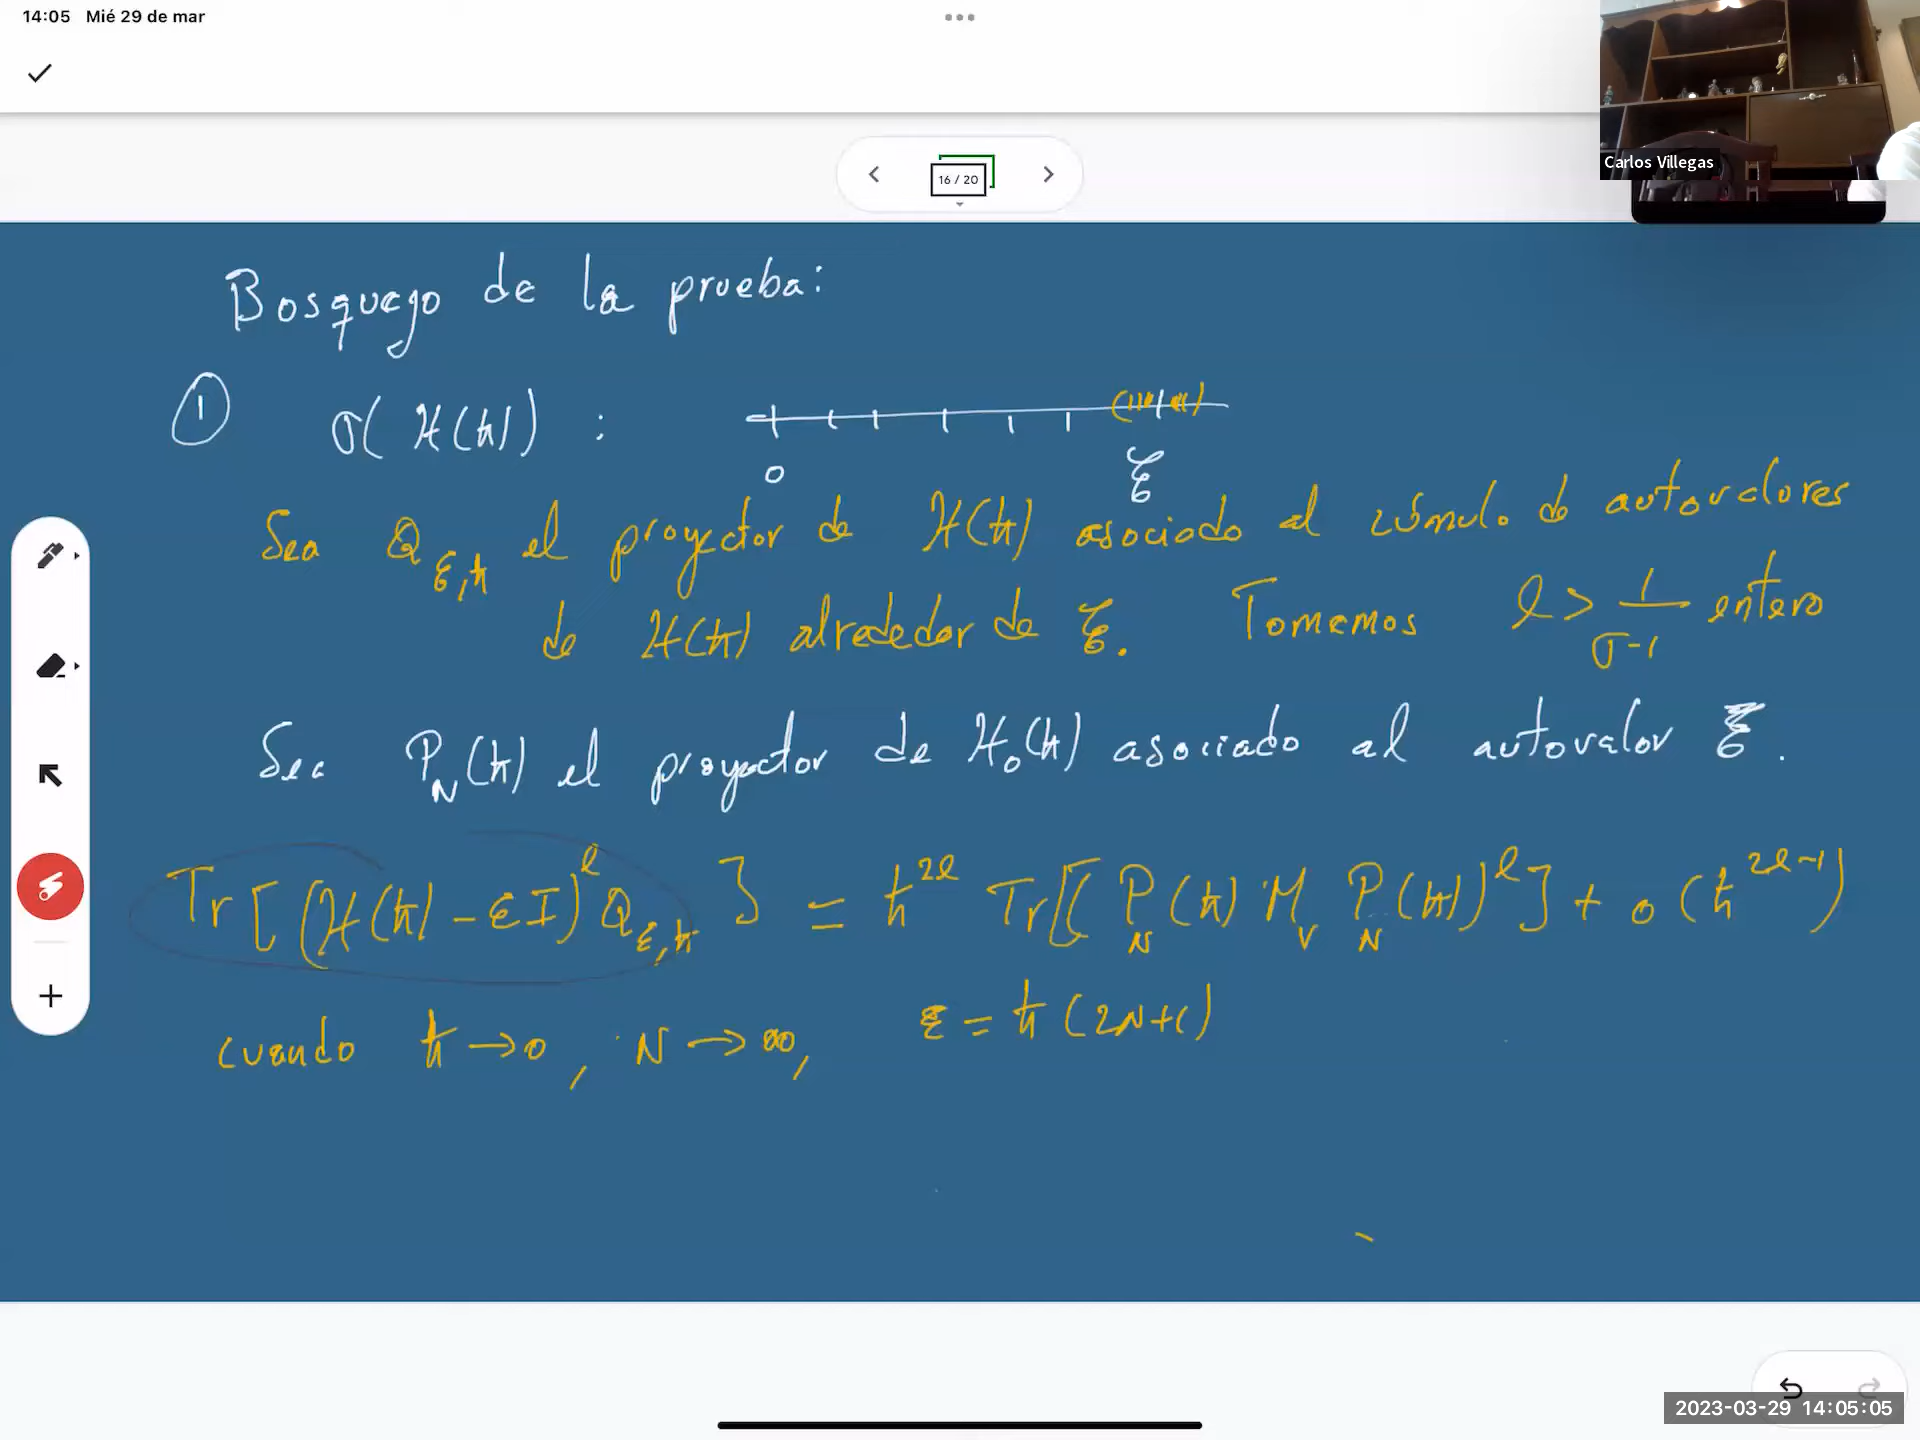 14:05 Mié 29 de mar
Carlos Villegas
16 / 20
Bosquejo de la prueba:
① σ( H(ħ) ) :
0 ℰ
Sea Q_{ℰ,ħ} el proyector de H(ħ) asociado al cúmulo de autovalores
de H(ħ) alrededor de ℰ. Tomemos l > 1/(σ-1) entero
Sea P_N(ħ) el proyector de H₀(ħ) asociado al autovalor ℰ.
Tr[ (H(ħ) - ℰI)^l Q_{ℰ,ħ} ] = ħ^{2l} Tr[( P_N(ħ) M_V P_N(ħ) )^l] + o(ħ^{2l-1})
cuando ħ → 0, N → ∞, ℰ = ħ(2N+1)
2023-03-29 14:05:05